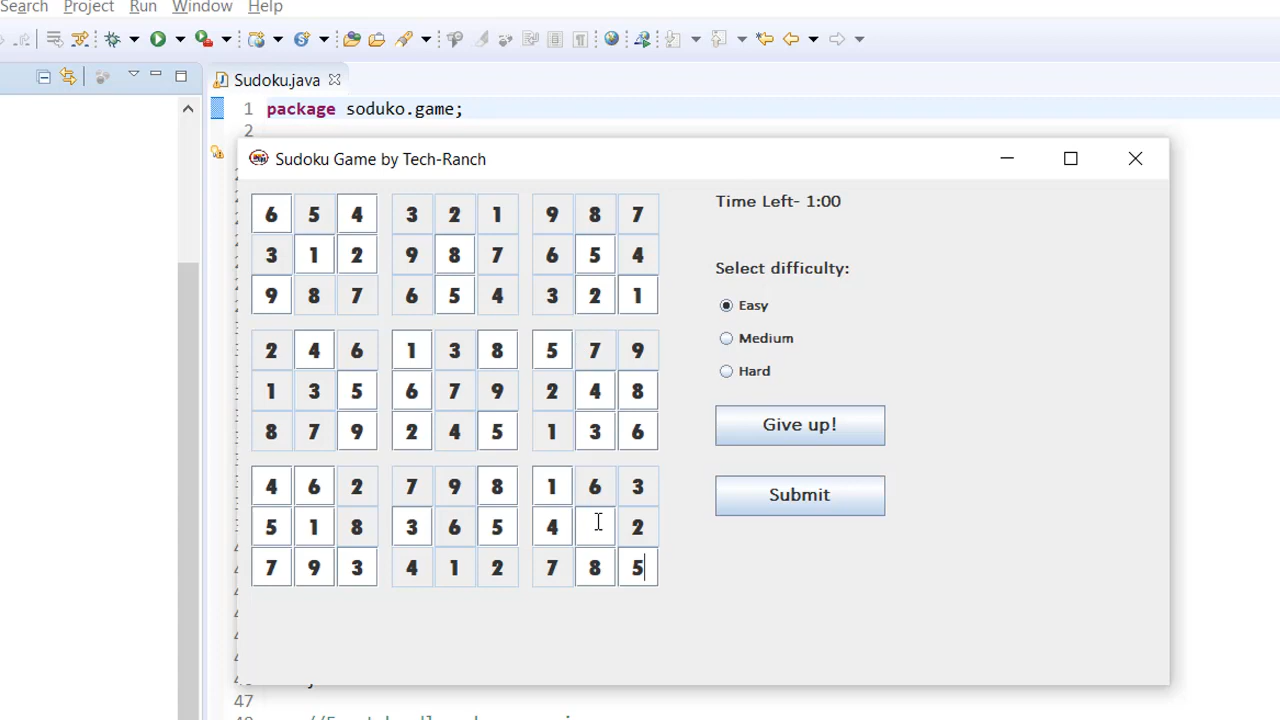 Search Project Run Window Help
Sudoku.java
1 package soduko.game;
2
Sudoku Game by Tech-Ranch
6 5 4 3 2 1 9 8 7
3 1 2 9 8 7 6 5 4
9 8 7 6 5 4 3 2 1
2 4 6 1 3 8 5 7 9
1 3 5 6 7 9 2 4 8
8 7 9 2 4 5 1 3 6
4 6 2 7 9 8 1 6 3
5 1 8 3 6 5 4 2
7 9 3 4 1 2 7 8 5
Time Left- 1:00
Select difficulty:
Easy
Medium
Hard
Give up!
Submit
47